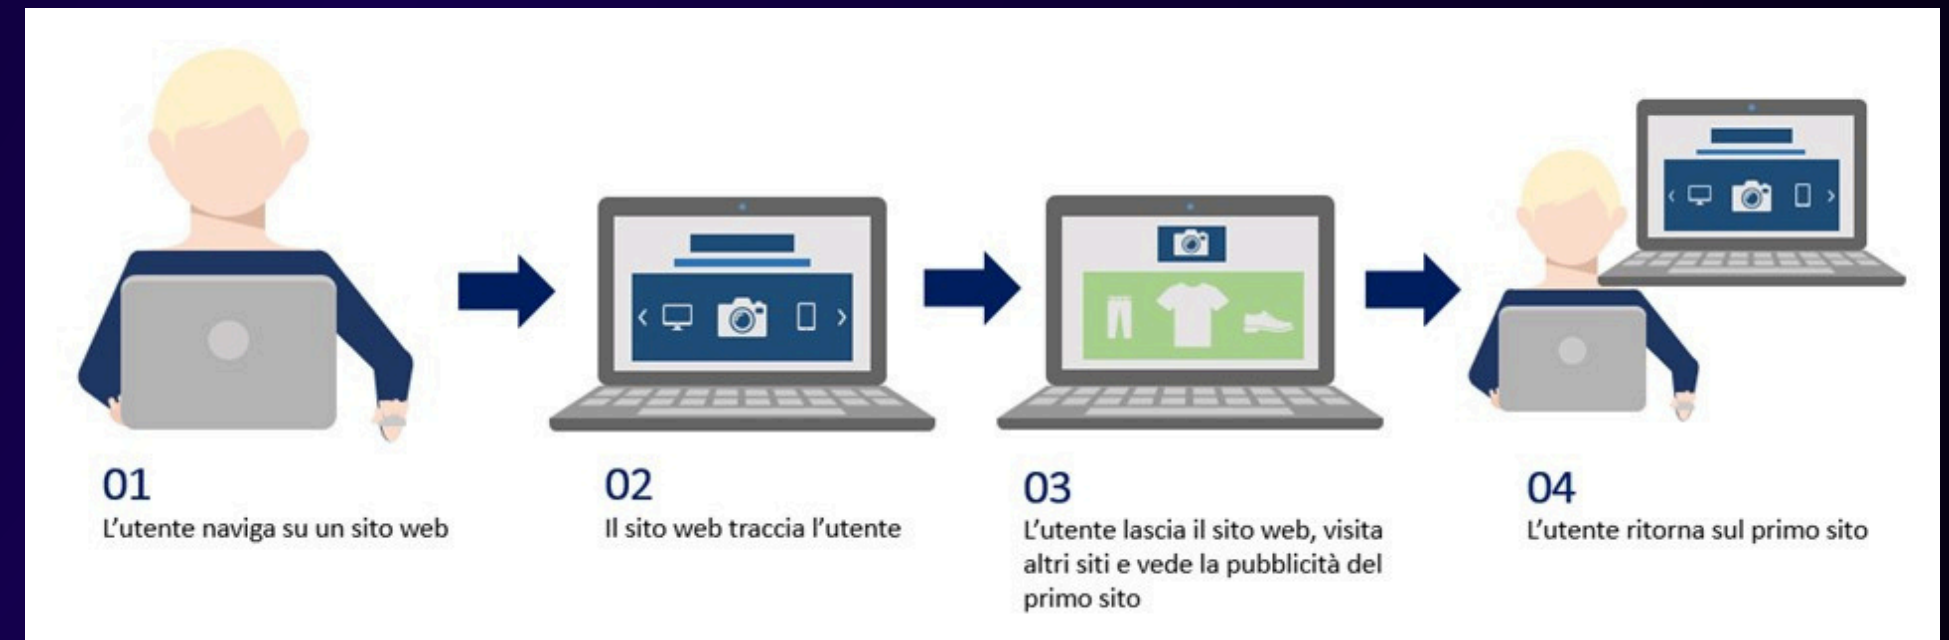 01
L'utente naviga su un sito web
02
Il sito web traccia l'utente
03
L'utente lascia il sito web, visita
altri siti e vede la pubblicità del
primo sito
04
L'utente ritorna sul primo sito